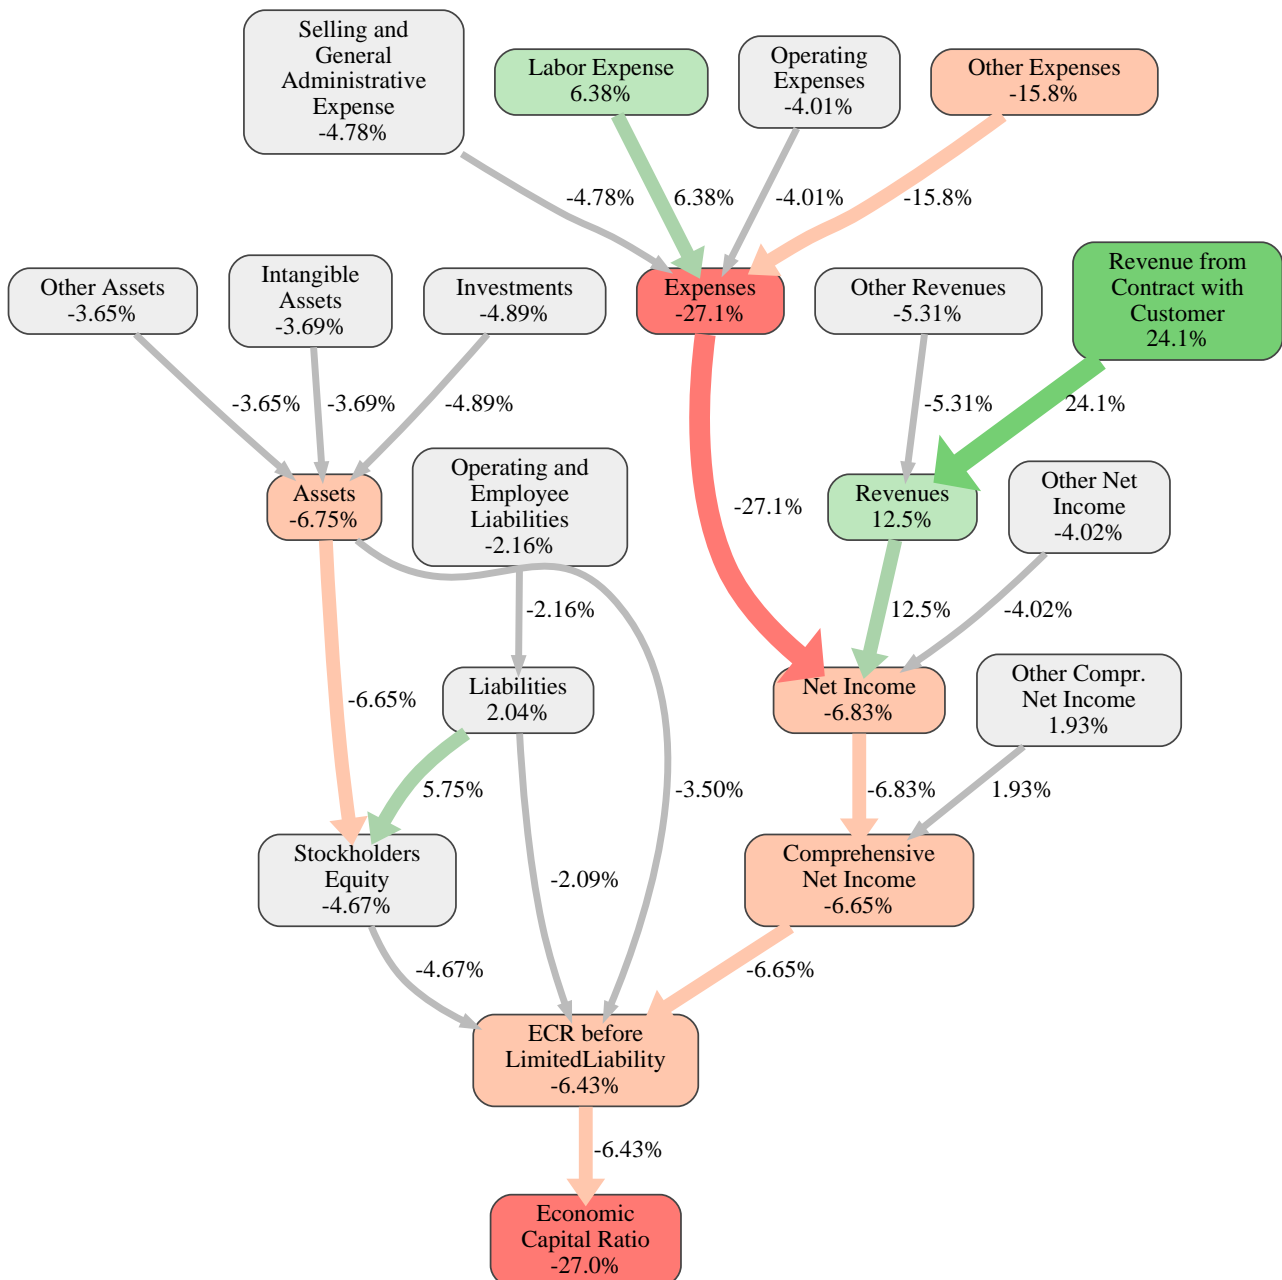 Selling and
General
Administrative
Expense
-4.78%
Labor Expense
6.38%
Operating
Expenses
-4.01%
Other Expenses
-15.8%
-4.78%
6.38%
-4.01%
-15.8%
Other Assets
-3.65%
Intangible
Assets
-3.69%
Investments
-4.89%
Expenses
-27.1%
Other Revenues
-5.31%
Revenue from
Contract with
Customer
24.1%
-3.65%
-3.69%
-4.89%
-5.31%
24.1%
Assets
-6.75%
Operating and
Employee
Liabilities
-2.16%
-27.1%
Revenues
12.5%
Other Net
Income
-4.02%
-2.16%
12.5%
-4.02%
-6.65%
Liabilities
2.04%
Net Income
-6.83%
Other Compr.
Net Income
1.93%
5.75%
-3.50%
-6.83%
1.93%
Stockholders
Equity
-4.67%
-2.09%
Comprehensive
Net Income
-6.65%
-4.67%
-6.65%
ECR before
LimitedLiability
-6.43%
-6.43%
Economic
Capital Ratio
-27.0%